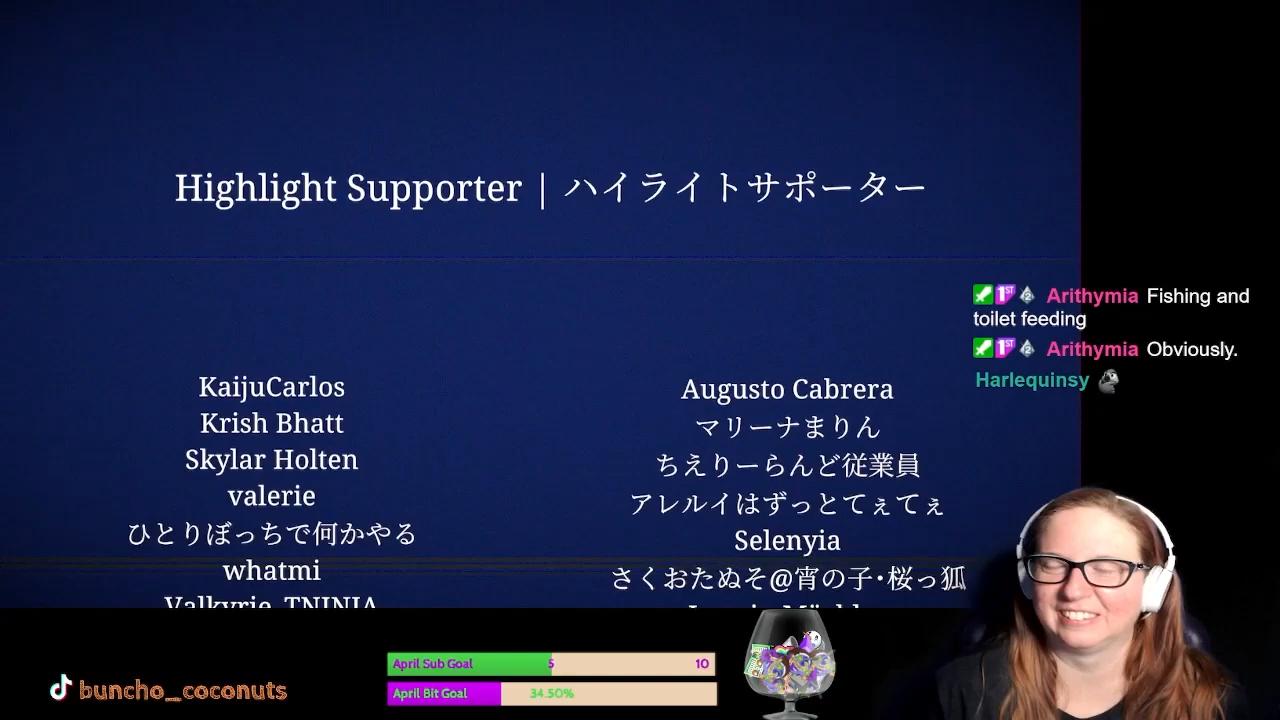 Highlight Supporter | ハイライトサポーター
KaijuCarlos
Krish Bhatt
Skylar Holten
valerie
ひとりぼっちで何かやる
whatmi
Valkyrie_TNINJA
Augusto Cabrera
マリーナまりん
ちえりーらんど従業員
アレルイはずっとてぇてぇ
Selenyia
さくおたぬそ@宵の子・桜っ狐
Arithymia Fishing and
toilet feeding
Arithymia Obviously.
Harlequinsy
buncho_coconuts
April Sub Goal 5 10
April Bit Goal 34.50%